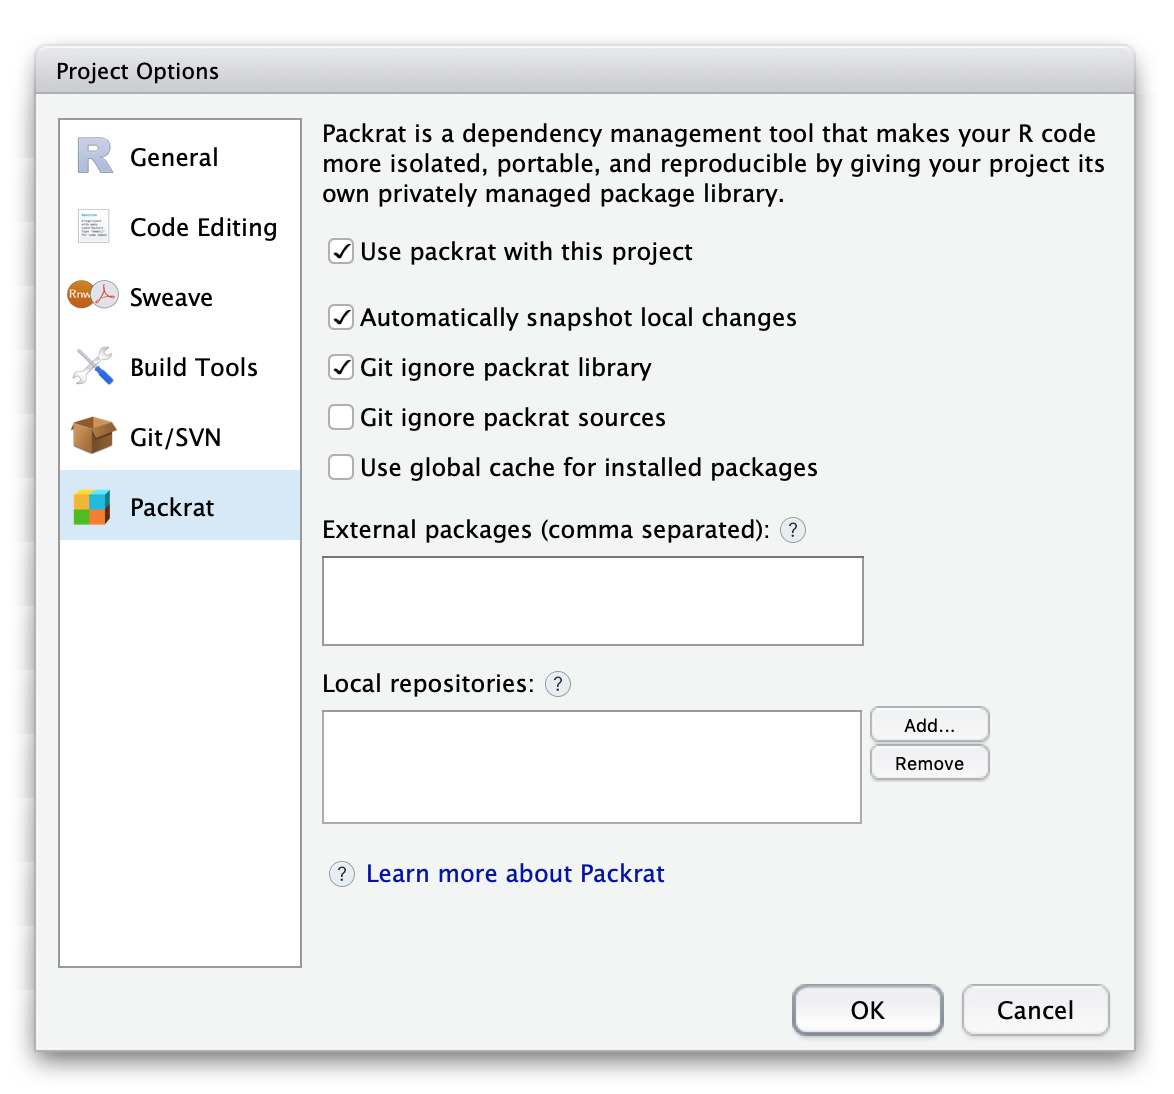 Project Options
R
General
Code Editing
Rnw
Sweave
Build Tools
Git/SVN
Packrat
Packrat is a dependency management tool that makes your R code
more isolated, portable, and reproducible by giving your project its
own privately managed package library.
Use packrat with this project
Automatically snapshot local changes
Git ignore packrat library
Git ignore packrat sources
Use global cache for installed packages
External packages (comma separated): ?
Local repositories: ?
Add...
Remove
? Learn more about Packrat
OK
Cancel